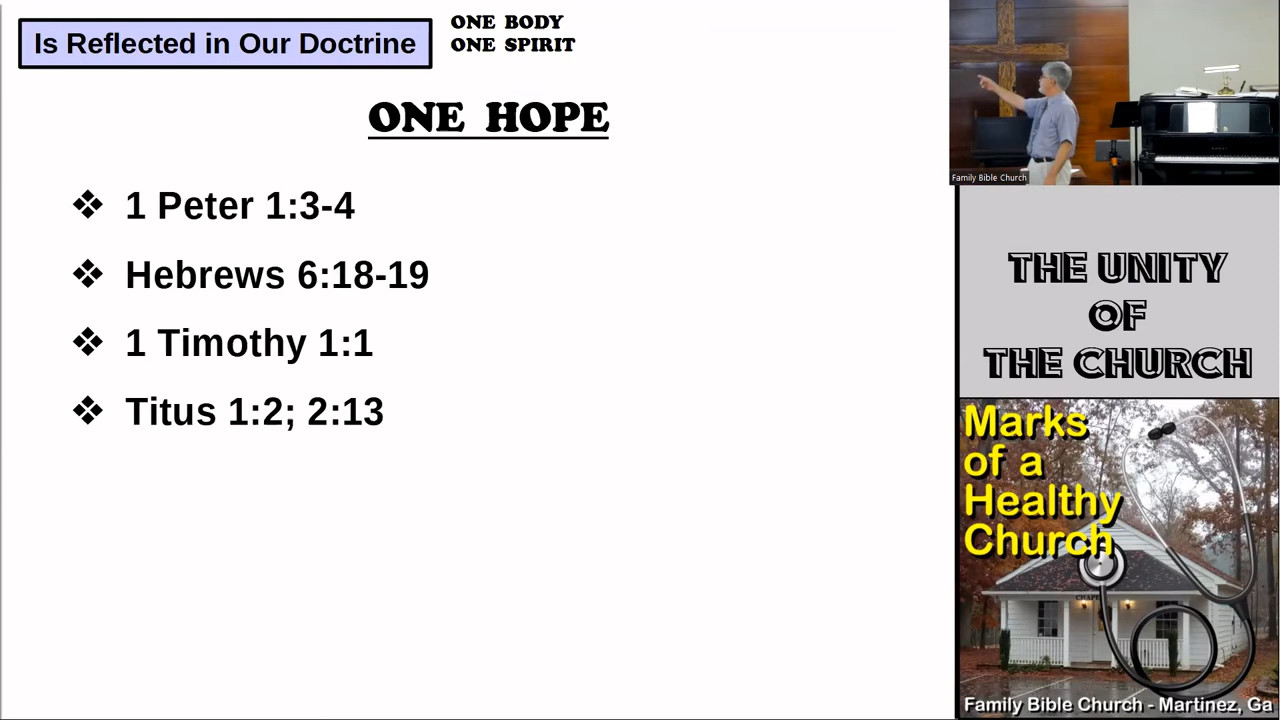 Is Reflected in Our Doctrine
ONE BODY
ONE SPIRIT
ONE HOPE
❖ 1 Peter 1:3-4
❖ Hebrews 6:18-19
❖ 1 Timothy 1:1
❖ Titus 1:2; 2:13
Family Bible Church
THE UNITY
OF
THE CHURCH
Marks
of a
Healthy
Church
Family Bible Church - Martinez, Ga